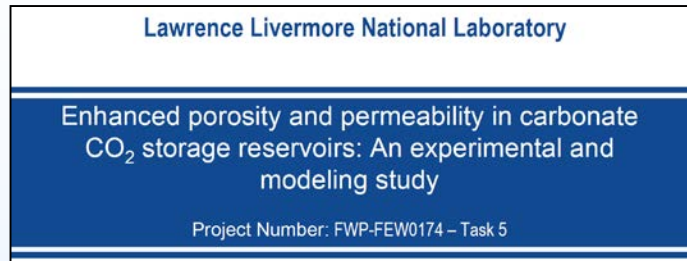 Lawrence Livermore National Laboratory
Enhanced porosity and permeability in carbonate
CO₂ storage reservoirs: An experimental and
modeling study
Project Number: FWP-FEW0174 – Task 5